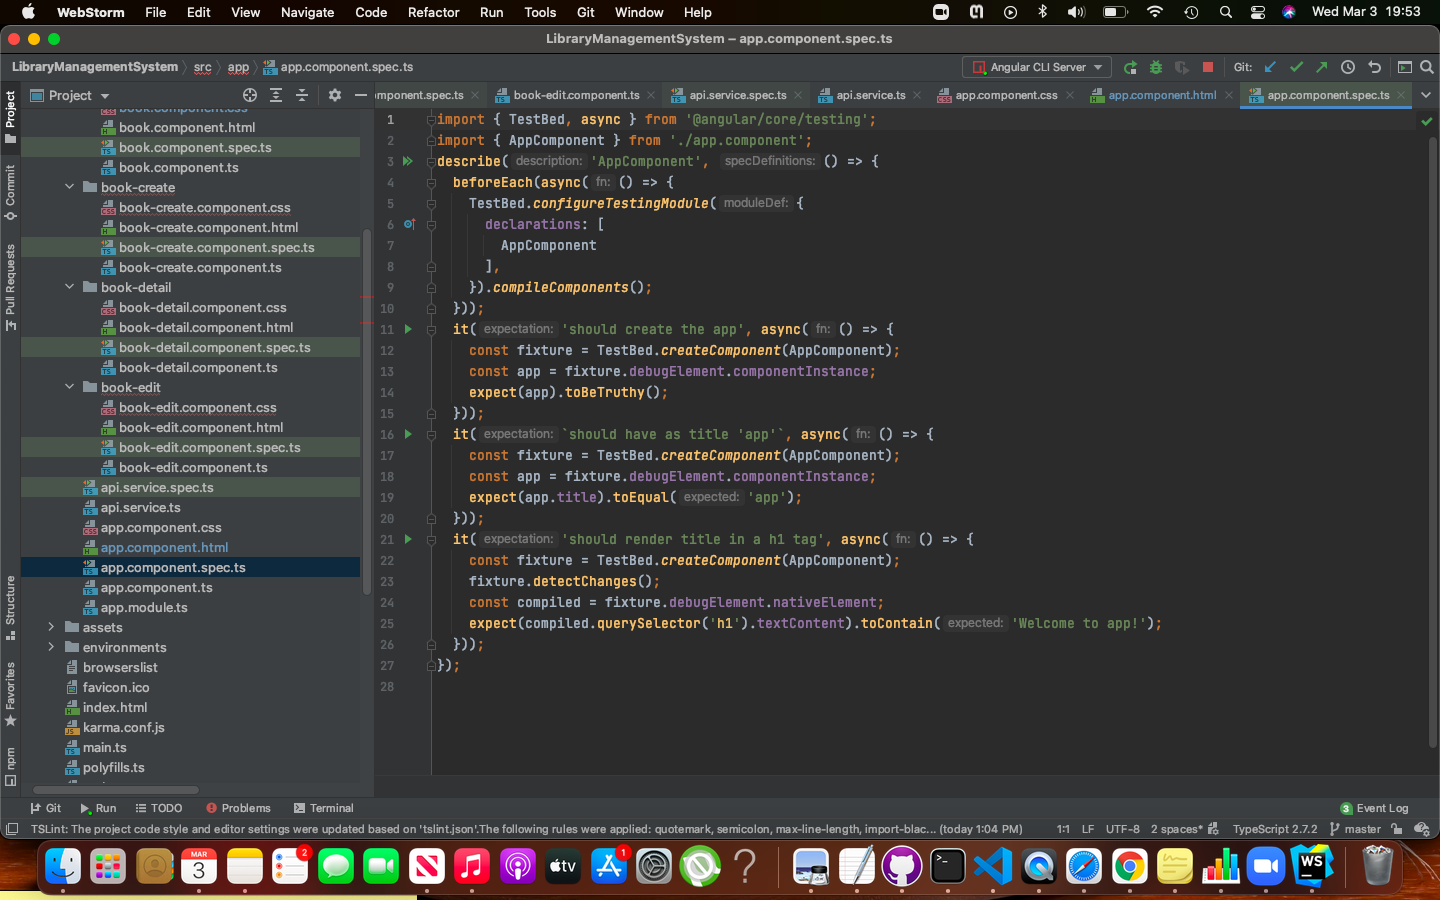 WebStorm File Edit View Navigate Code Refactor Run Tools Git Window Help Wed Mar 3 19:53
LibraryManagementSystem – app.component.spec.ts
LibraryManagementSystem src app app.component.spec.ts Angular CLI Server Git:
Project
mponent.spec.ts book-edit.component.ts api.service.spec.ts api.service.ts app.component.css app.component.html app.component.spec.ts
Project
Commit
Pull Requests
Structure
Favorites
npm
book.component.css
book.component.html
book.component.spec.ts
book.component.ts
book-create
book-create.component.css
book-create.component.html
book-create.component.spec.ts
book-create.component.ts
book-detail
book-detail.component.css
book-detail.component.html
book-detail.component.spec.ts
book-detail.component.ts
book-edit
book-edit.component.css
book-edit.component.html
book-edit.component.spec.ts
book-edit.component.ts
api.service.spec.ts
api.service.ts
app.component.css
app.component.html
app.component.spec.ts
app.component.ts
app.module.ts
assets
environments
browserslist
favicon.ico
index.html
karma.conf.js
main.ts
polyfills.ts
1 import { TestBed, async } from '@angular/core/testing';
2 import { AppComponent } from './app.component';
3 describe( description: 'AppComponent', specDefinitions: () => {
4 beforeEach(async( fn: () => {
5 TestBed.configureTestingModule( moduleDef: {
6 declarations: [
7 AppComponent
8 ],
9 }).compileComponents();
10 }));
11 it( expectation: 'should create the app', async( fn: () => {
12 const fixture = TestBed.createComponent(AppComponent);
13 const app = fixture.debugElement.componentInstance;
14 expect(app).toBeTruthy();
15 }));
16 it( expectation: `should have as title 'app'`, async( fn: () => {
17 const fixture = TestBed.createComponent(AppComponent);
18 const app = fixture.debugElement.componentInstance;
19 expect(app.title).toEqual( expected: 'app');
20 }));
21 it( expectation: 'should render title in a h1 tag', async( fn: () => {
22 const fixture = TestBed.createComponent(AppComponent);
23 fixture.detectChanges();
24 const compiled = fixture.debugElement.nativeElement;
25 expect(compiled.querySelector('h1').textContent).toContain( expected: 'Welcome to app!');
26 }));
27 });
28
Git Run TODO Problems Terminal 3 Event Log
TSLint: The project code style and editor settings were updated based on 'tslint.json'.The following rules were applied: quotemark, semicolon, max-line-length, import-blac... (today 1:04 PM) 1:1 LF UTF-8 2 spaces* TypeScript 2.7.2 master
MAR
3
2
tv
1
WS